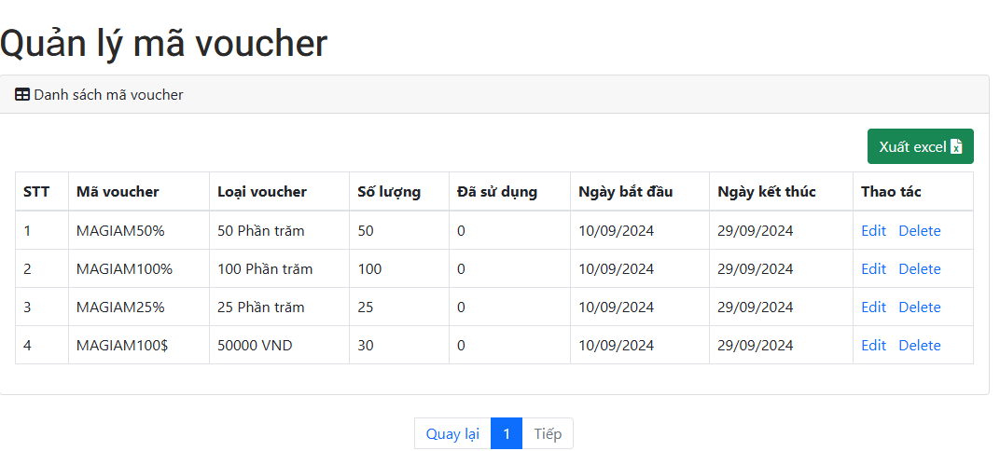 Quản lý mã voucher
Danh sách mã voucher
Xuất excel
STT Mã voucher Loại voucher Số lượng Đã sử dụng Ngày bắt đầu Ngày kết thúc Thao tác
1 MAGIAM50% 50 Phần trăm 50 0 10/09/2024 29/09/2024 Edit Delete
2 MAGIAM100% 100 Phần trăm 100 0 10/09/2024 29/09/2024 Edit Delete
3 MAGIAM25% 25 Phần trăm 25 0 10/09/2024 29/09/2024 Edit Delete
4 MAGIAM100$ 50000 VND 30 0 10/09/2024 29/09/2024 Edit Delete
Quay lại 1 Tiếp